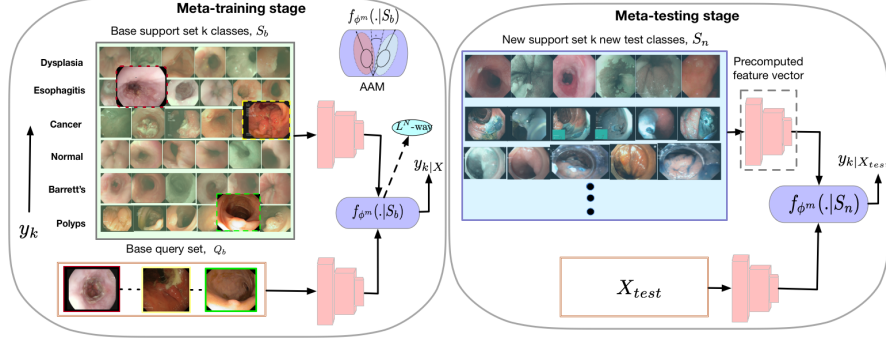 Meta-training stage
Base support set k classes, S_b
f_{φ^m}(.|S_b)
AAM
Dysplasia
Esophagitis
Cancer
Normal
Barrett's
Polyps
y_k
L^N-way
y_{k|X}
f_{φ^m}(.|S_b)
Base query set, Q_b
Meta-testing stage
New support set k new test classes, S_n
Precomputed
feature vector
y_{k|X_{test}}
f_{φ^m}(.|S_n)
X_{test}